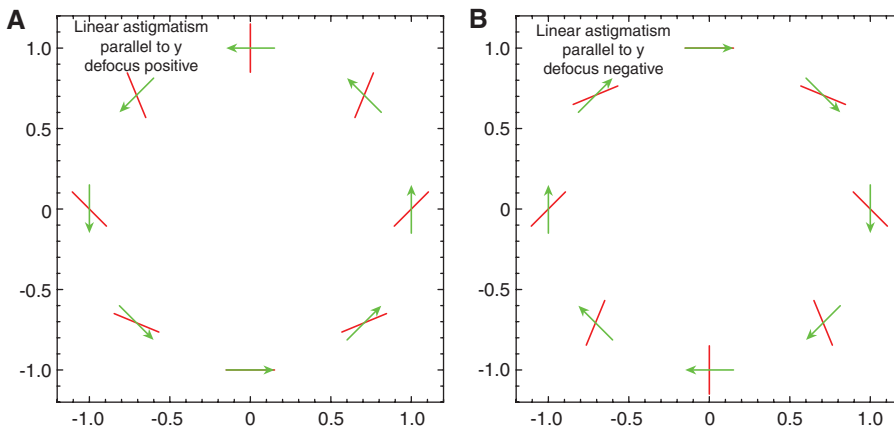 A
Linear astigmatism
parallel to y
defocus positive
1.0
0.5
0
-0.5
-1.0
-1.0 -0.5 0 0.5 1.0
B
Linear astigmatism
parallel to y
defocus negative
1.0
0.5
0
-0.5
-1.0
-1.0 -0.5 0 0.5 1.0